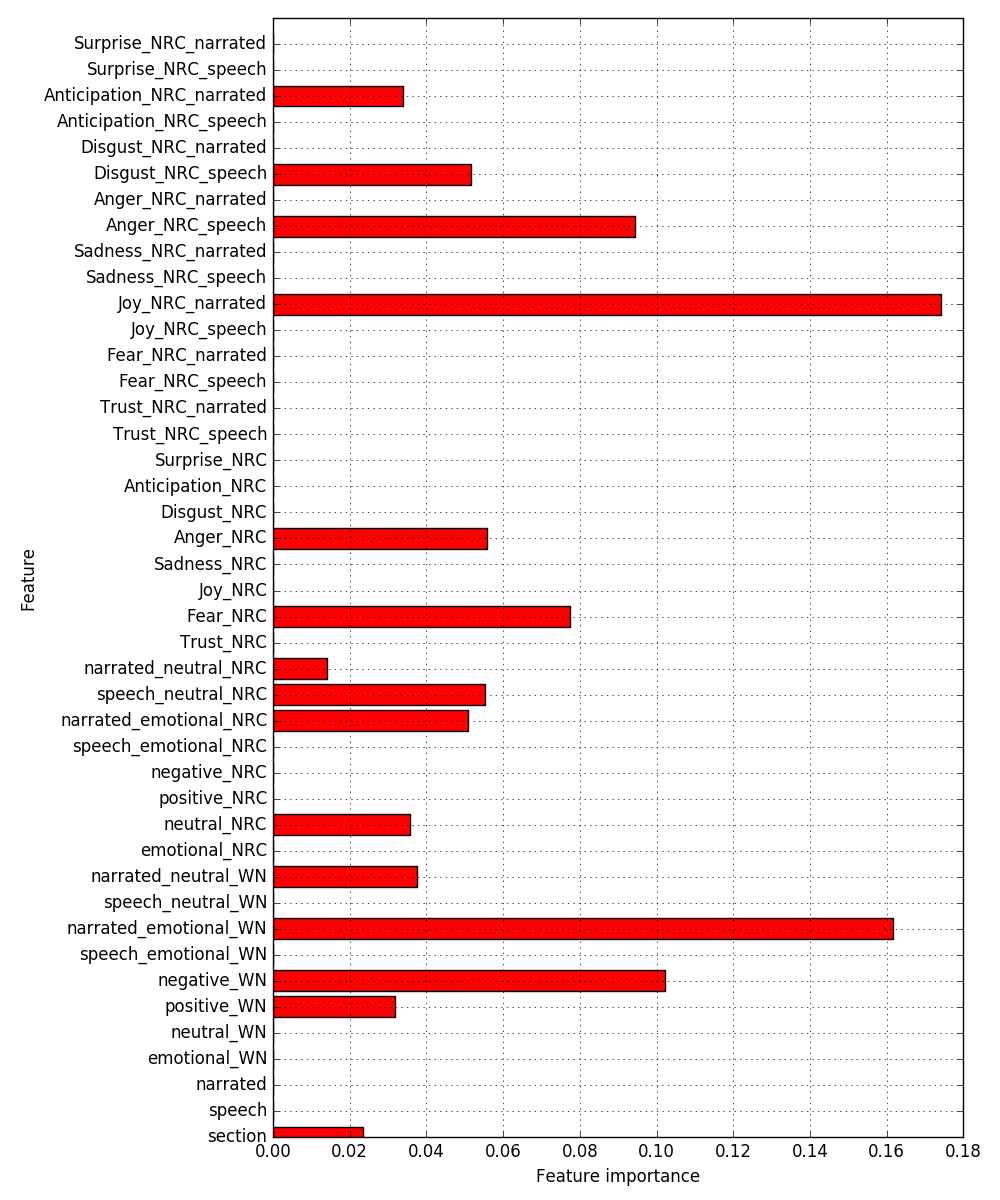 Surprise_NRC_narrated
Surprise_NRC_speech
Anticipation_NRC_narrated
Anticipation_NRC_speech
Disgust_NRC_narrated
Disgust_NRC_speech
Anger_NRC_narrated
Anger_NRC_speech
Sadness_NRC_narrated
Sadness_NRC_speech
Joy_NRC_narrated
Joy_NRC_speech
Fear_NRC_narrated
Fear_NRC_speech
Trust_NRC_narrated
Trust_NRC_speech
Surprise_NRC
Anticipation_NRC
Disgust_NRC
Anger_NRC
Sadness_NRC
Joy_NRC
Fear_NRC
Trust_NRC
narrated_neutral_NRC
speech_neutral_NRC
narrated_emotional_NRC
speech_emotional_NRC
negative_NRC
positive_NRC
neutral_NRC
emotional_NRC
narrated_neutral_WN
speech_neutral_WN
narrated_emotional_WN
speech_emotional_WN
negative_WN
positive_WN
neutral_WN
emotional_WN
narrated
speech
section
Feature
0.00 0.02 0.04 0.06 0.08 0.10 0.12 0.14 0.16 0.18
Feature importance